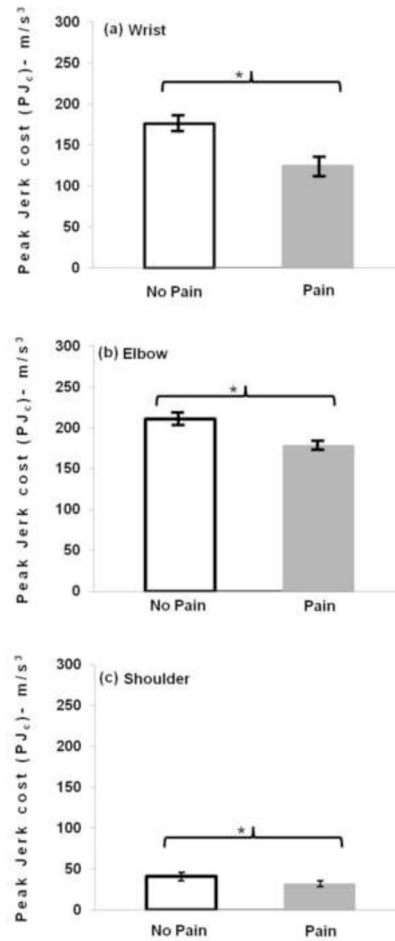 (a) Wrist
Peak Jerk cost (PJc)- m/s³
300
250
200
150
100
50
0
*
No Pain Pain
(b) Elbow
Peak Jerk cost (PJc)- m/s³
300
250
200
150
100
50
0
*
No Pain Pain
(c) Shoulder
Peak Jerk cost (PJc)- m/s³
300
250
200
150
100
50
0
*
No Pain Pain